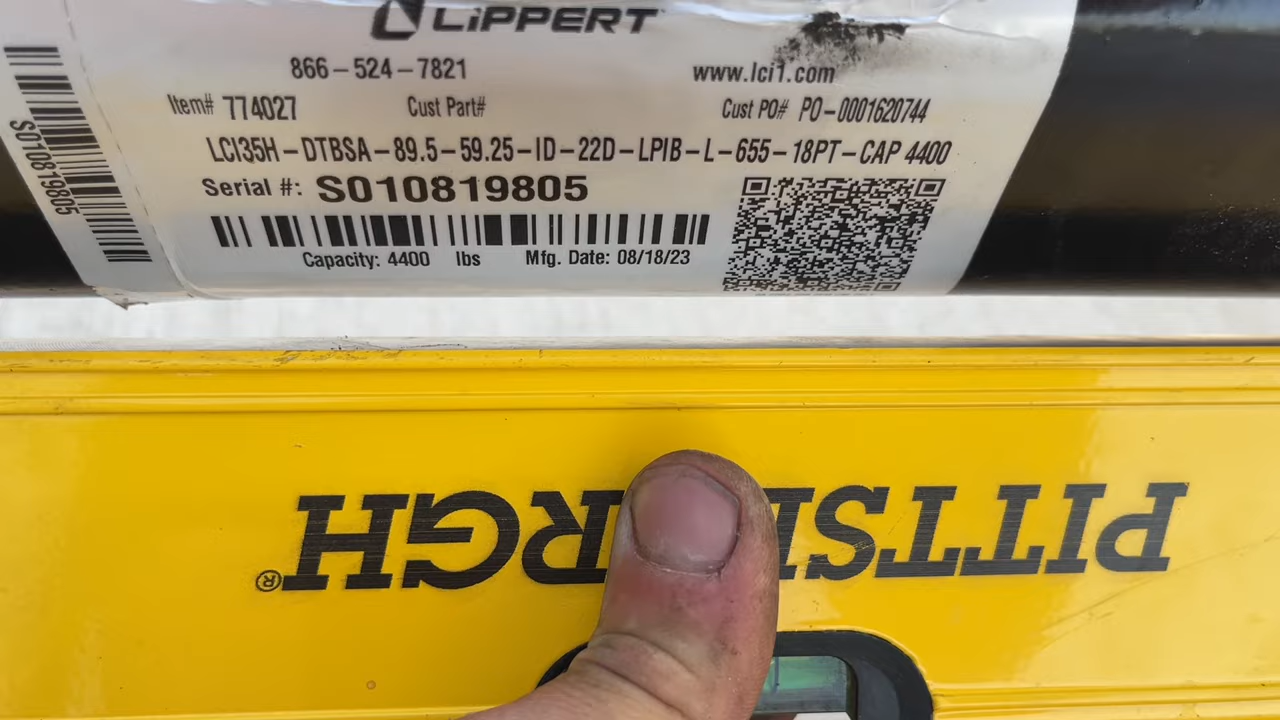 LIPPERT
866-524-7821
www.lci1.com
Item# 774027
Cust Part#
Cust PO# PO-0001620744
LCI35H-DTBSA-89.5-59.25-ID-22D-LPIB-L-655-18PT-CAP 4400
Serial #: S010819805
Capacity: 4400 lbs
Mfg. Date: 08/18/23
S010819805